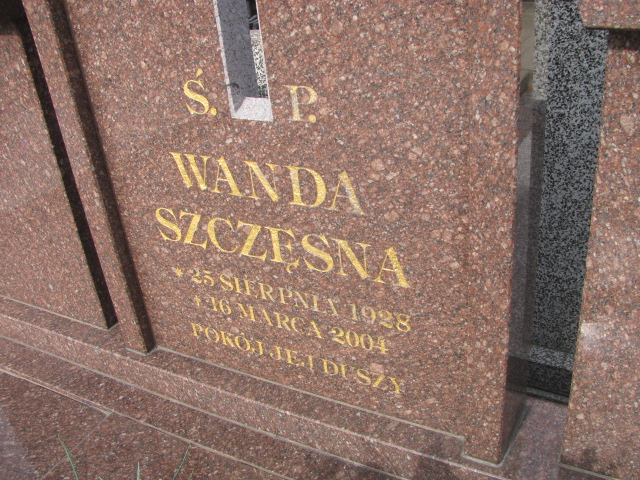 Ś. P.
WANDA
SZCZĘSNA
* 25 SIERPNIA 1928
† 16 MARCA 2004
POKÓJ JEJ DUSZY